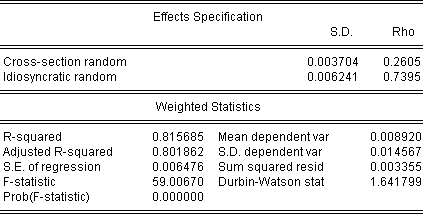 Effects Specification
S.D. Rho
Cross-section random 0.003704 0.2605
Idiosyncratic random 0.006241 0.7395
Weighted Statistics
R-squared 0.815685 Mean dependent var 0.008920
Adjusted R-squared 0.801862 S.D. dependent var 0.014567
S.E. of regression 0.006476 Sum squared resid 0.003355
F-statistic 59.00670 Durbin-Watson stat 1.641799
Prob(F-statistic) 0.000000